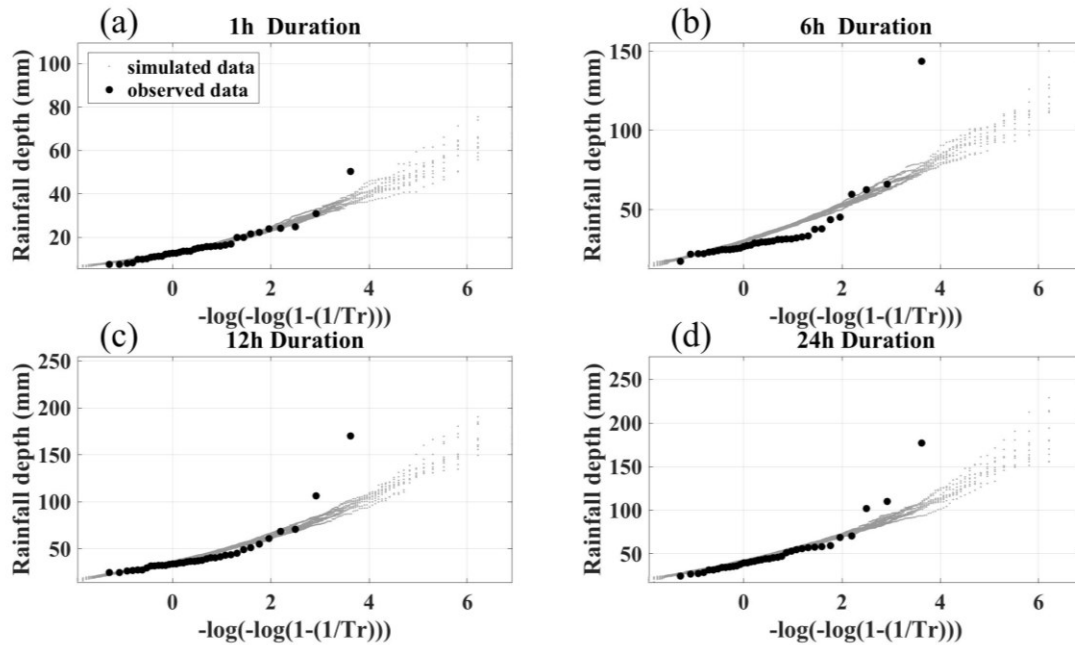 (a)
1h  Duration
Rainfall depth (mm)
100
80
60
40
20
simulated data
observed data
0 2 4 6
-log(-log(1-(1/Tr)))
(b)
6h  Duration
Rainfall depth (mm)
150
100
50
0 2 4 6
-log(-log(1-(1/Tr)))
(c)
12h Duration
Rainfall depth (mm)
250
200
150
100
50
0 2 4 6
-log(-log(1-(1/Tr)))
(d)
24h Duration
Rainfall depth (mm)
250
200
150
100
50
0 2 4 6
-log(-log(1-(1/Tr)))